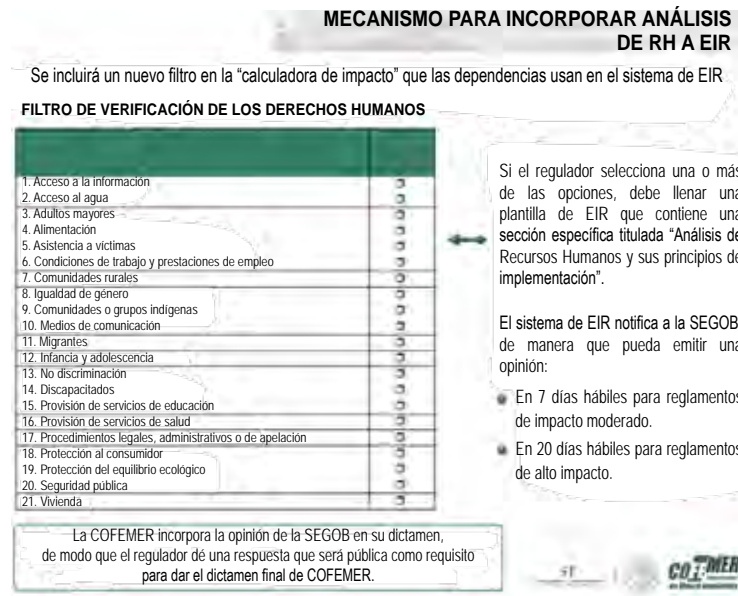 MECANISMO PARA INCORPORAR ANÁLISIS
DE RH A EIR
Se incluirá un nuevo filtro en la “calculadora de impacto” que las dependencias usan en el sistema de EIR
FILTRO DE VERIFICACIÓN DE LOS DERECHOS HUMANOS
1. Acceso a la información
2. Acceso al agua
3. Adultos mayores
4. Alimentación
5. Asistencia a víctimas
6. Condiciones de trabajo y prestaciones de empleo
7. Comunidades rurales
8. Igualdad de género
9. Comunidades o grupos indígenas
10. Medios de comunicación
11. Migrantes
12. Infancia y adolescencia
13. No discriminación
14. Discapacitados
15. Provisión de servicios de educación
16. Provisión de servicios de salud
17. Procedimientos legales, administrativos o de apelación
18. Protección al consumidor
19. Protección del equilibrio ecológico
20. Seguridad pública
21. Vivienda
Si el regulador selecciona una o más
de las opciones, debe llenar una
plantilla de EIR que contiene una
sección específica titulada “Análisis de
Recursos Humanos y sus principios de
implementación”.
El sistema de EIR notifica a la SEGOB
de manera que pueda emitir una
opinión:
En 7 días hábiles para reglamentos
de impacto moderado.
En 20 días hábiles para reglamentos
de alto impacto.
La COFEMER incorpora la opinión de la SEGOB en su dictamen,
de modo que el regulador dé una respuesta que será pública como requisito
para dar el dictamen final de COFEMER.